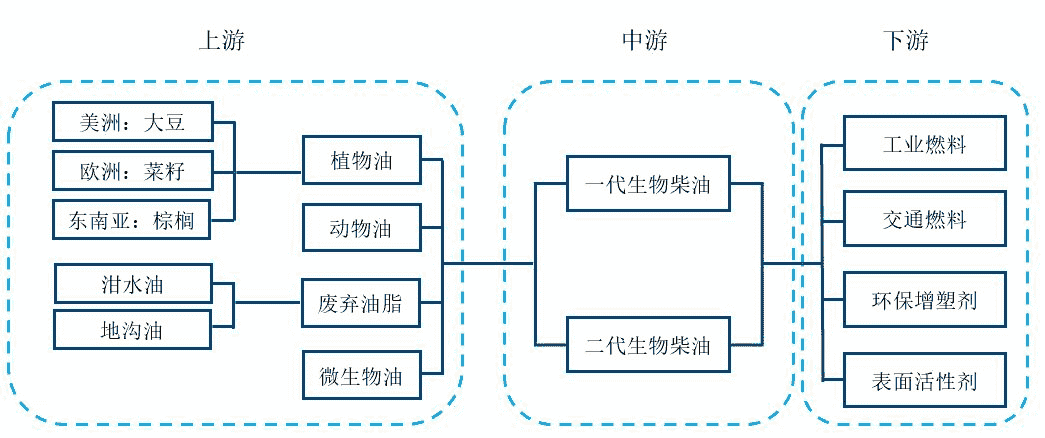 上游
中游
下游
美洲：大豆
欧洲：菜籽
东南亚：棕榈
泔水油
地沟油
植物油
动物油
废弃油脂
微生物油
一代生物柴油
二代生物柴油
工业燃料
交通燃料
环保增塑剂
表面活性剂